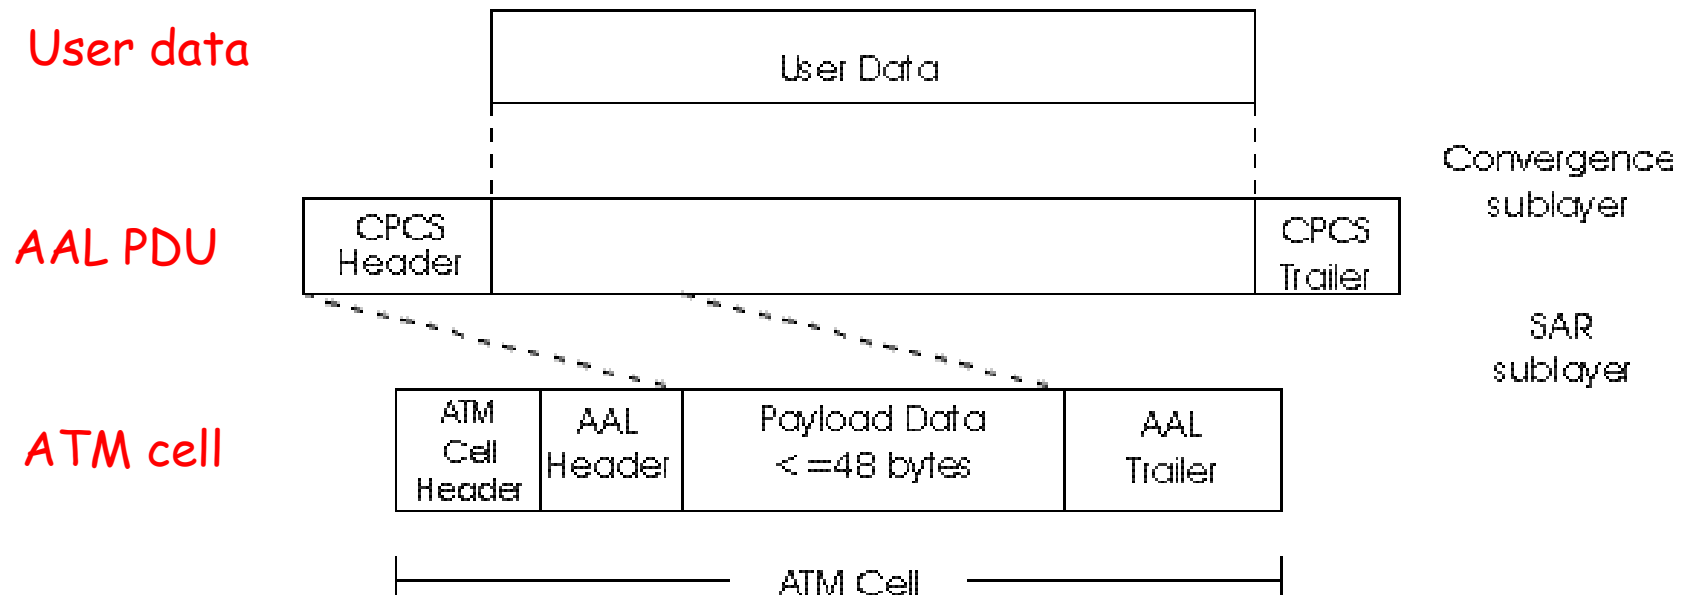 User data
User Data
Convergence
sublayer
AAL PDU
CPCS
Header
CPCS
Trailer
SAR
sublayer
ATM cell
ATM
Cell
Header
AAL
Header
Payload Data
< =48 bytes
AAL
Trailer
ATM Cell